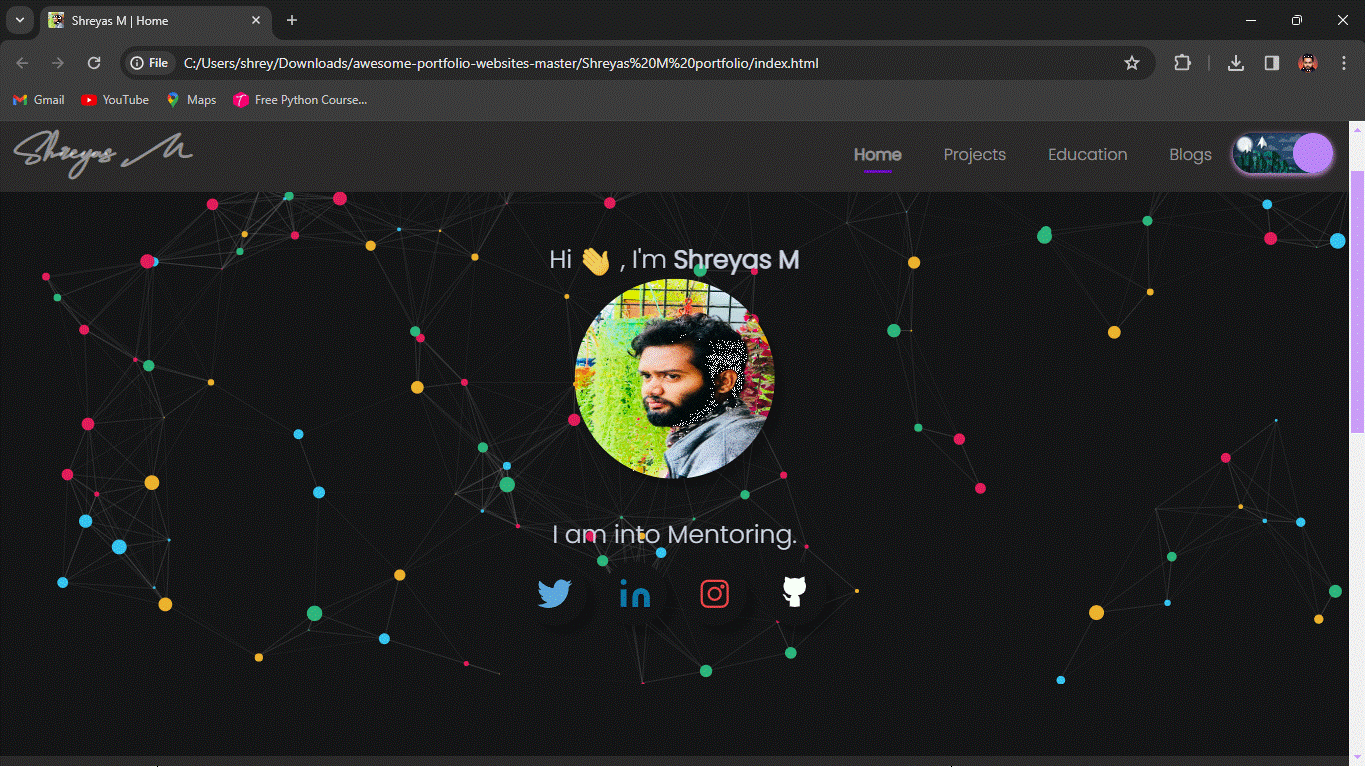 Shreyas M | Home
File C:/Users/shrey/Downloads/awesome-portfolio-websites-master/Shreyas%20M%20portfolio/index.html
Gmail YouTube Maps Free Python Course...
Shreyas M Home Projects Education Blogs
Hi 👋 , I'm Shreyas M
I am into Mentoring.
in